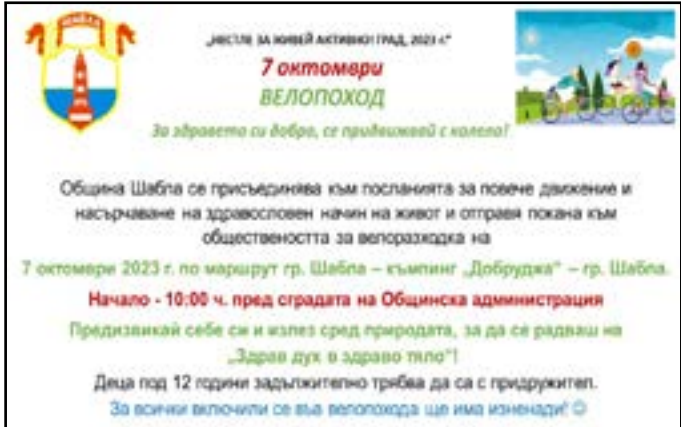 ШАБЛА
„НЕСТЛЕ ЗА ЖИВЕЙ АКТИВНО! ГРАД, 2023 г.“
7 октомври
ВЕЛОПОХОД
За здравето си добро, се придвижвай с колело!
Община Шабла се присъединява към посланията за повече движение и
насърчаване на здравословен начин на живот и отправя покана към
обществеността за велоразходка на
7 октомври 2023 г. по маршрут гр. Шабла – къмпинг „Добруджа“ – гр. Шабла.
Начало - 10:00 ч. пред сградата на Общинска администрация
Предизвикай себе си и излез сред природата, за да се радваш на
„Здрав дух в здраво тяло“!
Деца под 12 години задължително трябва да са с придружител.
За всички включили се във велопохода ще има изненади! ☺